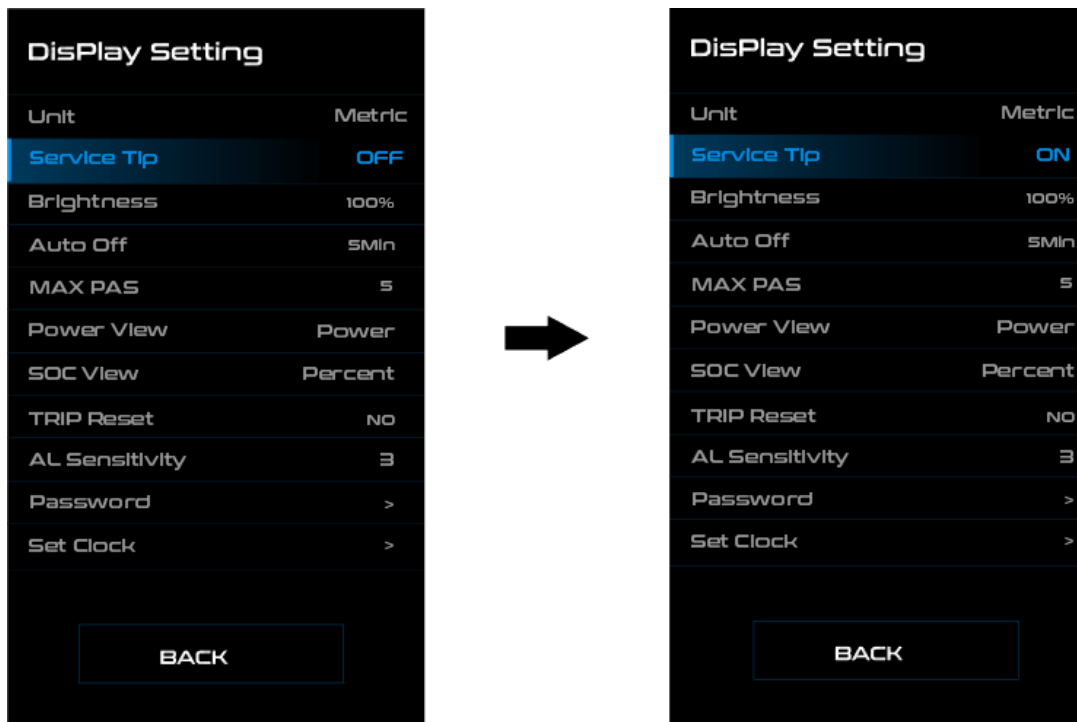 DisPlay Setting
Unit Metric
Service Tip OFF
Brightness 100%
Auto Off 5Min
MAX PAS 5
Power View Power
SOC View Percent
TRIP Reset NO
AL Sensitivity 3
Password >
Set Clock >
BACK
DisPlay Setting
Unit Metric
Service Tip ON
Brightness 100%
Auto Off 5Min
MAX PAS 5
Power View Power
SOC View Percent
TRIP Reset NO
AL Sensitivity 3
Password >
Set Clock >
BACK